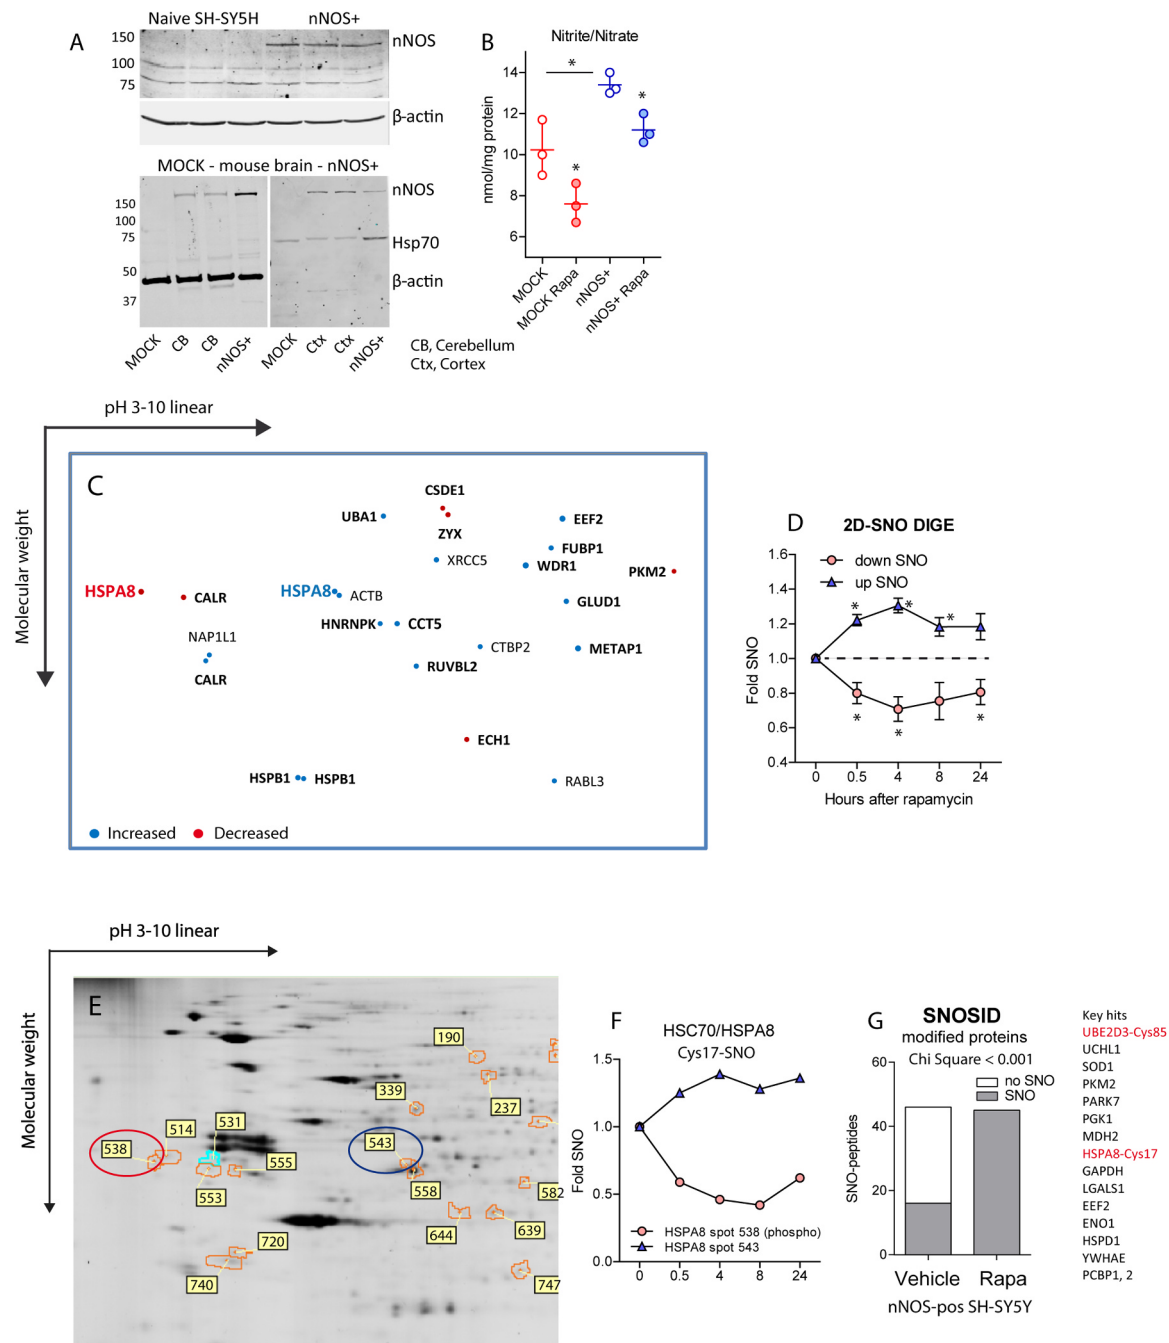 A
Naive SH-SY5H nNOS+
150
100
75
nNOS
β-actin
MOCK - mouse brain - nNOS+
150
100
75
50
37
nNOS
Hsp70
β-actin
MOCK CB CB nNOS+ MOCK Ctx Ctx nNOS+
CB, Cerebellum
Ctx, Cortex
B
Nitrite/Nitrate
nmol/mg protein
14
12
10
8
6
*
*
*
MOCK
MOCK Rapa
nNOS+
nNOS+ Rapa
pH 3-10 linear
Molecular weight
C
CSDE1
UBA1
EEF2
ZYX
FUBP1
XRCC5
WDR1
PKM2
HSPA8
CALR
HSPA8
ACTB
GLUD1
HNRNPK
CCT5
NAP1L1
CTBP2
METAP1
RUVBL2
CALR
ECH1
HSPB1 HSPB1
RABL3
Increased Decreased
D
2D-SNO DIGE
down SNO
up SNO
Fold SNO
1.6
1.4
1.2
1.0
0.8
0.6
0.4
*
*
*
*
*
*
0 0.5 4 8 24
Hours after rapamycin
pH 3-10 linear
Molecular weight
E
190
339
237
514
531
538
543
555
553
558
582
644
639
720
740
747
F
HSC70/HSPA8
Cys17-SNO
Fold SNO
1.5
1.0
0.5
0.0
HSPA8 spot 538 (phospho)
HSPA8 spot 543
0 0.5 4 8 24
G
SNOSID
modified proteins
Chi Square < 0.001
no SNO
SNO
SNO-peptides
60
40
20
0
Vehicle Rapa
nNOS-pos SH-SY5Y
Key hits
UBE2D3-Cys85
UCHL1
SOD1
PKM2
PARK7
PGK1
MDH2
HSPA8-Cys17
GAPDH
LGALS1
EEF2
ENO1
HSPD1
YWHAE
PCBP1, 2